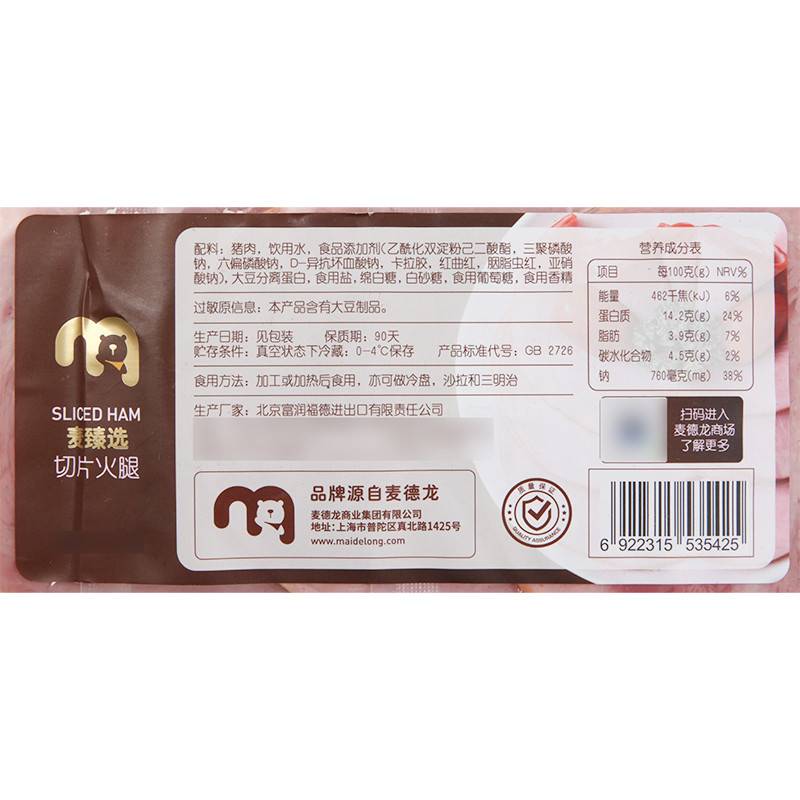 SLICED HAM
麦臻选
切片火腿
配料：猪肉，饮用水，食品添加剂(乙酰化双淀粉己二酸酯，三聚磷酸
钠，六偏磷酸钠，D-异抗坏血酸钠，卡拉胶，红曲红，胭脂虫红，亚硝
酸钠)，大豆分离蛋白，食用盐，绵白糖，白砂糖，食用葡萄糖，食用香精
过敏原信息：本产品含有大豆制品。
生产日期：见包装 保质期：90天
贮存条件：真空状态下冷藏：0-4℃保存 产品标准代号：GB 2726
食用方法：加工或加热后食用，亦可做冷盘，沙拉和三明治
生产厂家：北京富润福德进出口有限责任公司
品牌源自麦德龙
麦德龙商业集团有限公司
地址：上海市普陀区真北路1425号
www.maidelong.com
质量保证
QUALITY ASSURANCE
营养成分表
项目 每100克(g) NRV%
能量 462千焦(kJ) 6%
蛋白质 14.2克(g) 24%
脂肪 3.9克(g) 7%
碳水化合物 4.5克(g) 2%
钠 760毫克(mg) 38%
扫码进入
麦德龙商场
了解更多
6 922315 535425